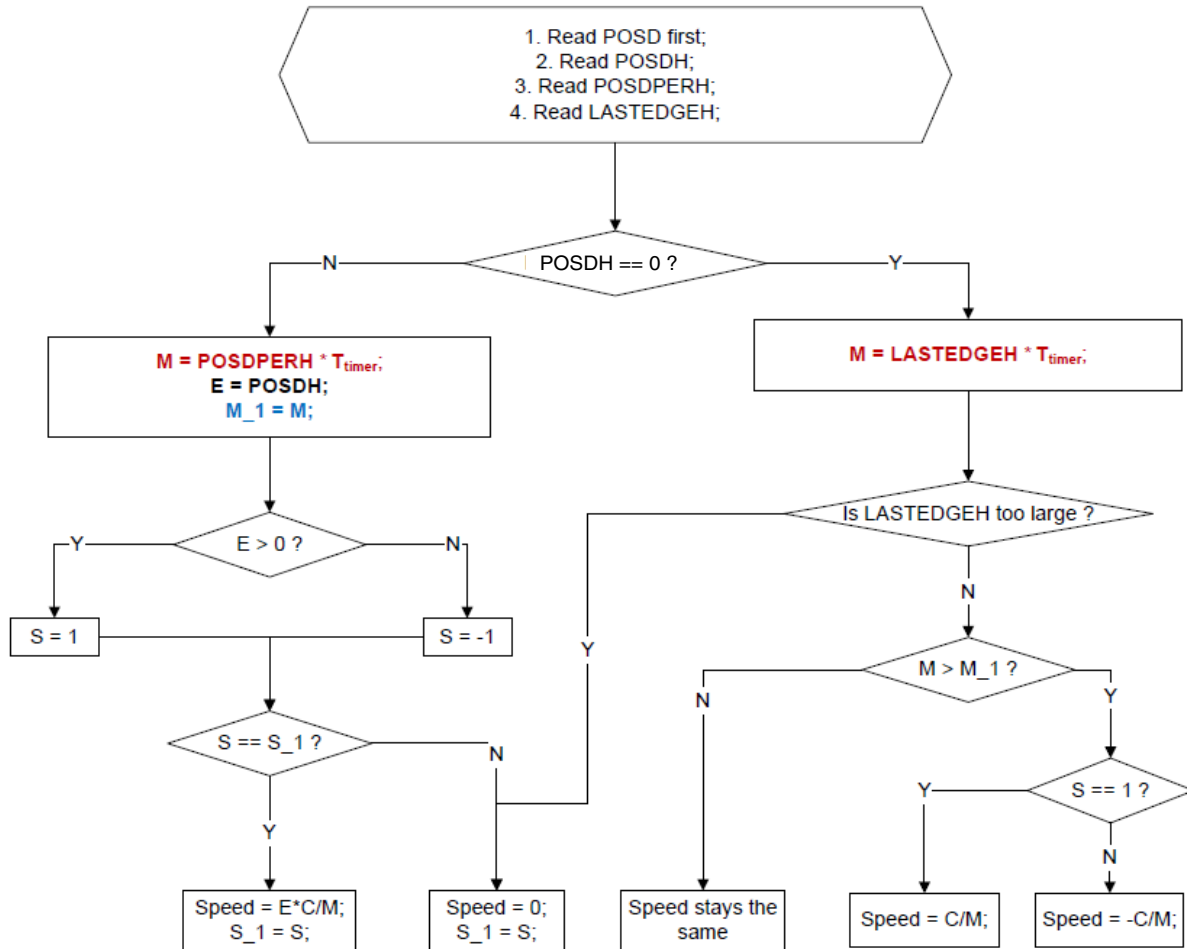 1. Read POSD first;
2. Read POSDH;
3. Read POSDPERH;
4. Read LASTEDGEH;
POSDH == 0 ?
N
Y
M = POSDPERH * Ttimer;
E = POSDH;
M_1 = M;
M = LASTEDGEH * Ttimer;
Is LASTEDGEH too large ?
E > 0 ?
Y
N
N
S = 1
S = -1
Y
M > M_1 ?
N
Y
S == S_1 ?
N
S == 1 ?
Y
Y
N
Speed = E*C/M;
S_1 = S;
Speed = 0;
S_1 = S;
Speed stays the
same
Speed = C/M;
Speed = -C/M;